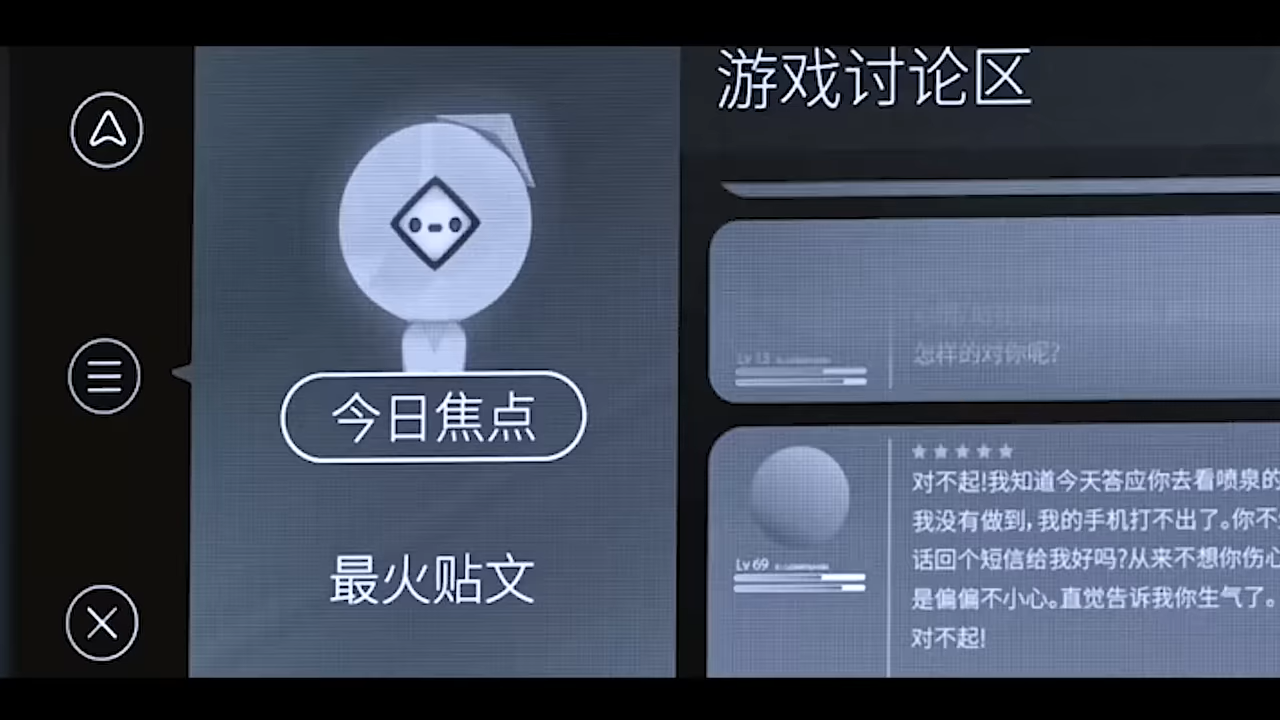 游戏讨论区
今日焦点
最火贴文
Lv 13
怎样的对你呢?
Lv 69
对不起!我知道今天答应你去看喷泉的
我没有做到,我的手机打不出了。你不
话回个短信给我好吗?从来不想你伤心
是偏偏不小心。直觉告诉我你生气了。
对不起!